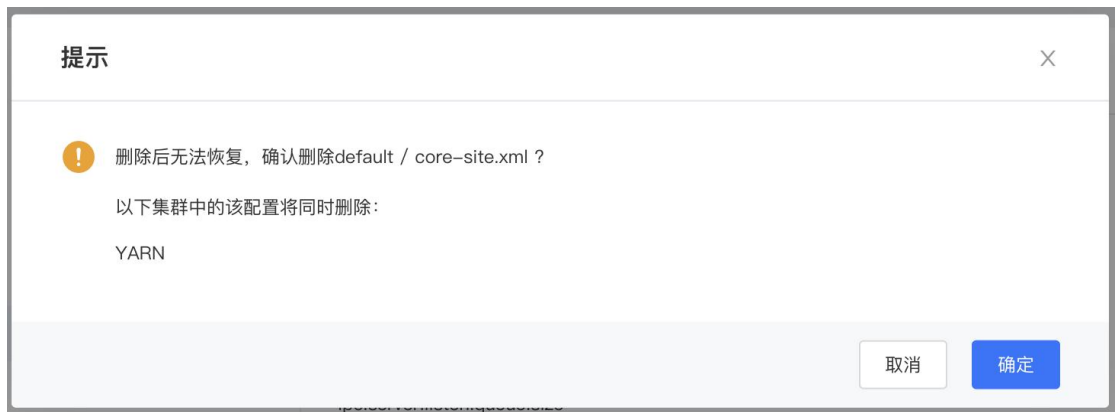 提示
删除后无法恢复，确认删除default / core-site.xml ?
以下集群中的该配置将同时删除：
YARN
取消
确定